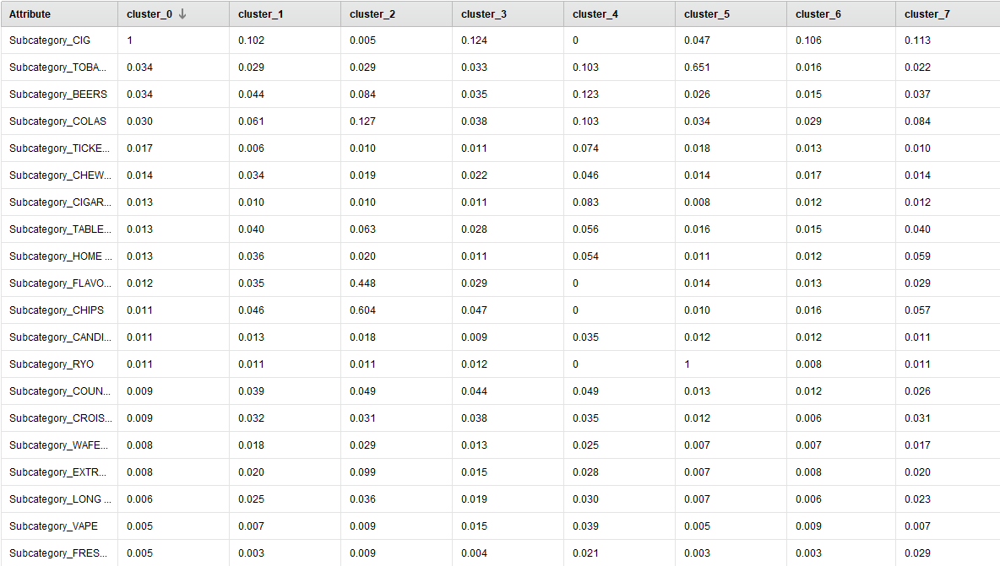 Attribute cluster_0 ↓ cluster_1 cluster_2 cluster_3 cluster_4 cluster_5 cluster_6 cluster_7
Subcategory_CIG 1 0.102 0.005 0.124 0 0.047 0.106 0.113
Subcategory_TOBA... 0.034 0.029 0.029 0.033 0.103 0.651 0.016 0.022
Subcategory_BEERS 0.034 0.044 0.084 0.035 0.123 0.026 0.015 0.037
Subcategory_COLAS 0.030 0.061 0.127 0.038 0.103 0.034 0.029 0.084
Subcategory_TICKE... 0.017 0.006 0.010 0.011 0.074 0.018 0.013 0.010
Subcategory_CHEW... 0.014 0.034 0.019 0.022 0.046 0.014 0.017 0.014
Subcategory_CIGAR... 0.013 0.010 0.010 0.011 0.083 0.008 0.012 0.012
Subcategory_TABLE... 0.013 0.040 0.063 0.028 0.056 0.016 0.015 0.040
Subcategory_HOME ... 0.013 0.036 0.020 0.011 0.054 0.011 0.012 0.059
Subcategory_FLAVO... 0.012 0.035 0.448 0.029 0 0.014 0.013 0.029
Subcategory_CHIPS 0.011 0.046 0.604 0.047 0 0.010 0.016 0.057
Subcategory_CANDI... 0.011 0.013 0.018 0.009 0.035 0.012 0.012 0.011
Subcategory_RYO 0.011 0.011 0.011 0.012 0 1 0.008 0.011
Subcategory_COUN... 0.009 0.039 0.049 0.044 0.049 0.013 0.012 0.026
Subcategory_CROIS... 0.009 0.032 0.031 0.038 0.035 0.012 0.006 0.031
Subcategory_WAFE... 0.008 0.018 0.029 0.013 0.025 0.007 0.007 0.017
Subcategory_EXTR... 0.008 0.020 0.099 0.015 0.028 0.007 0.008 0.020
Subcategory_LONG ... 0.006 0.025 0.036 0.019 0.030 0.007 0.006 0.023
Subcategory_VAPE 0.005 0.007 0.009 0.015 0.039 0.005 0.009 0.007
Subcategory_FRES... 0.005 0.003 0.009 0.004 0.021 0.003 0.003 0.029